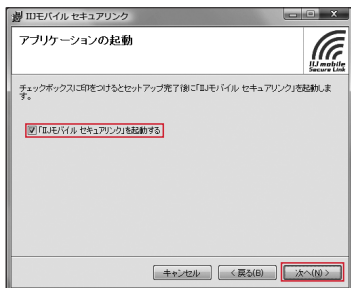 IIJモバイル セキュアリンク
アプリケーションの起動
IIJ mobile
Secure Link
チェックボックスに印をつけるとセットアップ完了後に「IIJモバイル セキュアリンク」を起動しま
す。
「IIJモバイル セキュアリンク」を起動する
キャンセル
< 戻る(B)
次へ(N) >